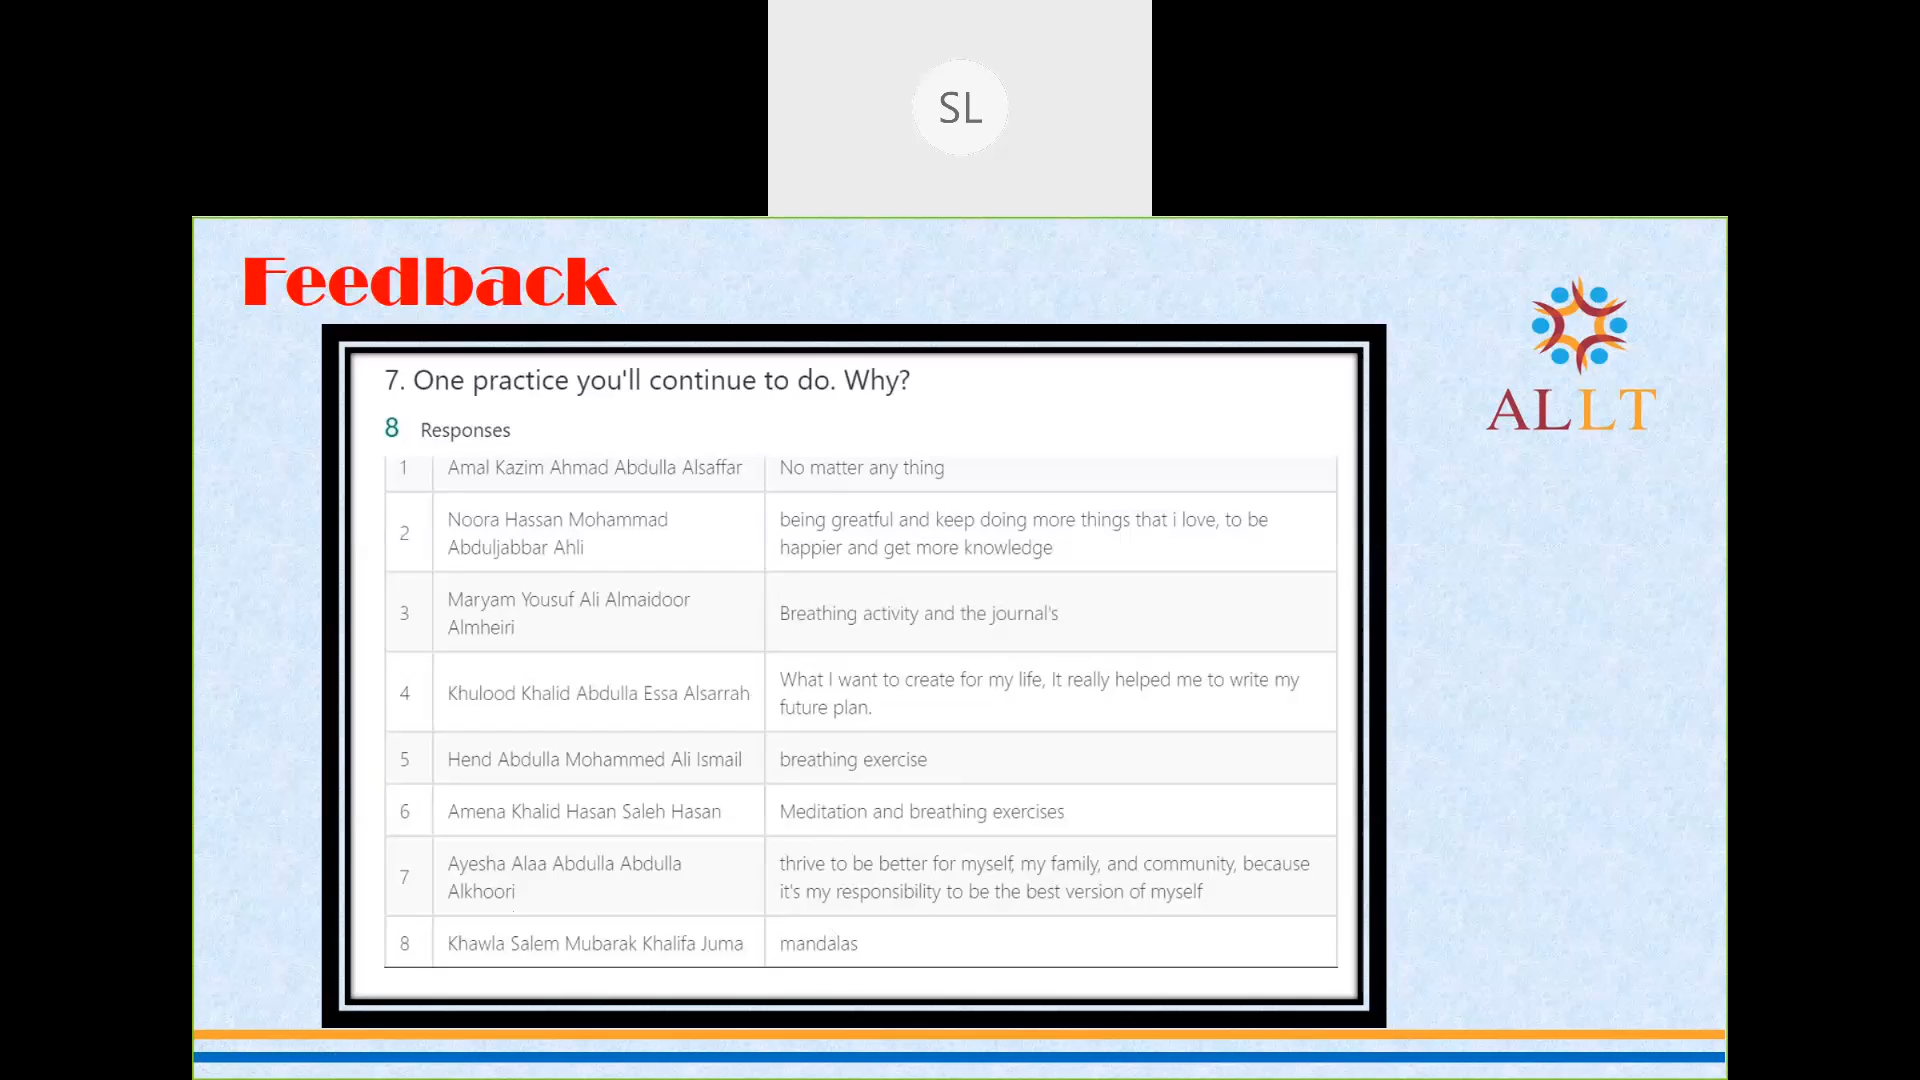 SL
Feedback
ALLT
7. One practice you'll continue to do. Why?
8 Responses
1 Amal Kazim Ahmad Abdulla Alsaffar No matter any thing
2 Noora Hassan Mohammad Abduljabbar Ahli being greatful and keep doing more things that i love, to be happier and get more knowledge
3 Maryam Yousuf Ali Almaidoor Almheiri Breathing activity and the journal's
4 Khulood Khalid Abdulla Essa Alsarrah What I want to create for my life, It really helped me to write my future plan.
5 Hend Abdulla Mohammed Ali Ismail breathing exercise
6 Amena Khalid Hasan Saleh Hasan Meditation and breathing exercises
7 Ayesha Alaa Abdulla Abdulla Alkhoori thrive to be better for myself, my family, and community, because it's my responsibility to be the best version of myself
8 Khawla Salem Mubarak Khalifa Juma mandalas